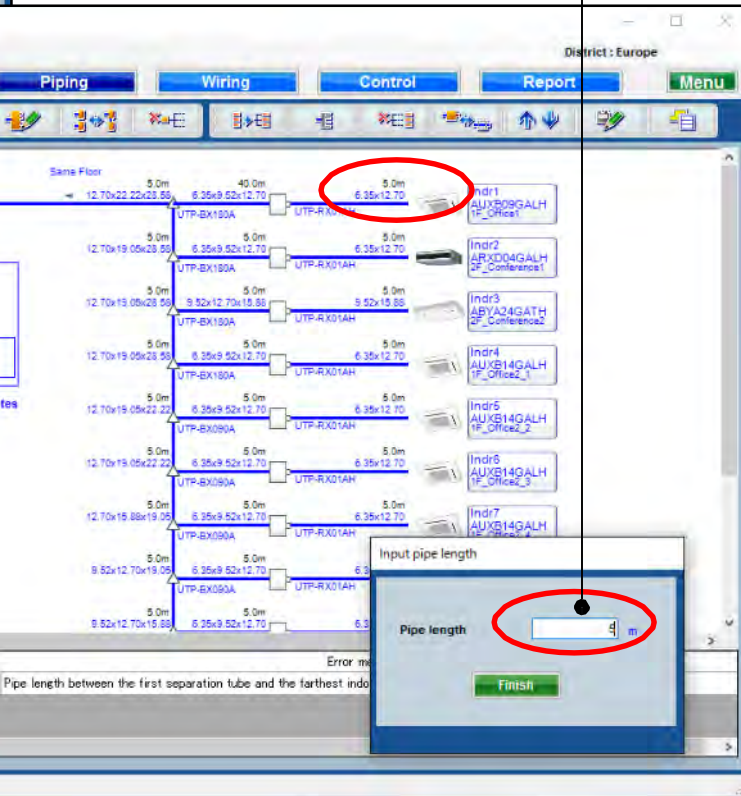 District : Europe
Piping Wiring Control Report Menu
Same Floor
5.0m 40.0m 5.0m
12.70x22.22x28.58 6.35x9.52x12.70 6.35x12.70
UTP-BX180A UTP-RX01AH
Indr1
AUXB09GALH
1F_Office1
5.0m 5.0m 5.0m
12.70x19.05x28.58 6.35x9.52x12.70 6.35x12.70
UTP-BX180A UTP-RX01AH
Indr2
ARXD04GALH
2F_Conference1
5.0m 5.0m 5.0m
12.70x19.05x28.58 9.52x12.70x15.88 9.52x15.88
UTP-BX180A UTP-RX01AH
Indr3
ABYA24GATH
2F_Conference2
5.0m 5.0m 5.0m
12.70x19.05x28.58 6.35x9.52x12.70 6.35x12.70
UTP-BX180A UTP-RX01AH
Indr4
AUXB14GALH
1F_Office2_1
tes
5.0m 5.0m 5.0m
12.70x19.05x22.22 6.35x9.52x12.70 6.35x12.70
UTP-BX090A UTP-RX01AH
Indr5
AUXB14GALH
1F_Office2_2
5.0m 5.0m 5.0m
12.70x19.05x22.22 6.35x9.52x12.70 6.35x12.70
UTP-BX090A UTP-RX01AH
Indr6
AUXB14GALH
1F_Office2_3
5.0m 5.0m 5.0m
12.70x15.88x19.05 6.35x9.52x12.70 6.35x12.70
UTP-BX090A UTP-RX01AH
Indr7
AUXB14GALH
1F_Office2_4
5.0m 5.0m
9.52x12.70x19.05 6.35x9.52x12.70 6.3
UTP-BX090A UTP-RX01AH
5.0m 5.0m
9.52x12.70x15.88 6.35x9.52x12.70 6.3
Input pipe length
Pipe length m
Finish
Error me
Pipe length between the first separation tube and the farthest indo